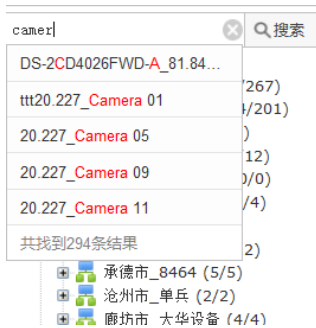 camer
搜索
DS-2CD4026FWD-A_81.84...
/267)
ttt20.227_Camera 01
/201)
20.227_Camera 05
)
12)
20.227_Camera 09
/0)
/4)
20.227_Camera 11
共找到294条结果
2)
承德市_8464 (5/5)
沧州市_单兵 (2/2)
廊坊市_大华设备 (4/4)